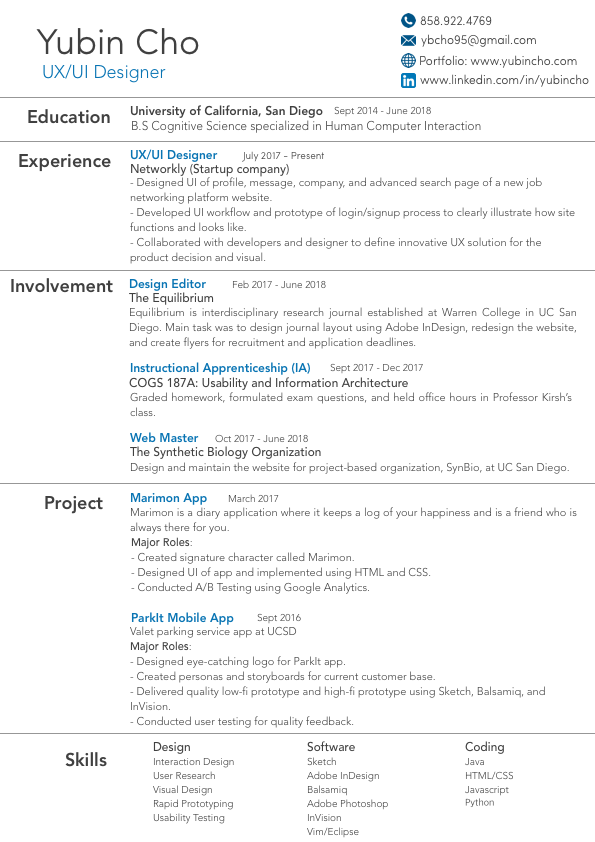 Yubin Cho
UX/UI Designer
858.922.4769
ybcho95@gmail.com
Portfolio: www.yubincho.com
www.linkedin.com/in/yubincho
Education
University of California, San Diego Sept 2014 - June 2018
B.S Cognitive Science specialized in Human Computer Interaction
Experience
UX/UI Designer July 2017 – Present
Networkly (Startup company)
- Designed UI of profile, message, company, and advanced search page of a new job
networking platform website.
- Developed UI workflow and prototype of login/signup process to clearly illustrate how site
functions and looks like.
- Collaborated with developers and designer to define innovative UX solution for the
product decision and visual.
Involvement
Design Editor Feb 2017 - June 2018
The Equilibrium
Equilibrium is interdisciplinary research journal established at Warren College in UC San
Diego. Main task was to design journal layout using Adobe InDesign, redesign the website,
and create flyers for recruitment and application deadlines.
Instructional Apprenticeship (IA) Sept 2017 - Dec 2017
COGS 187A: Usability and Information Architecture
Graded homework, formulated exam questions, and held office hours in Professor Kirsh's
class.
Web Master Oct 2017 - June 2018
The Synthetic Biology Organization
Design and maintain the website for project-based organization, SynBio, at UC San Diego.
Project
Marimon App March 2017
Marimon is a diary application where it keeps a log of your happiness and is a friend who is
always there for you.
Major Roles:
- Created signature character called Marimon.
- Designed UI of app and implemented using HTML and CSS.
- Conducted A/B Testing using Google Analytics.
ParkIt Mobile App Sept 2016
Valet parking service app at UCSD
Major Roles:
- Designed eye-catching logo for ParkIt app.
- Created personas and storyboards for current customer base.
- Delivered quality low-fi prototype and high-fi prototype using Sketch, Balsamiq, and
InVision.
- Conducted user testing for quality feedback.
Skills
Design
Interaction Design
User Research
Visual Design
Rapid Prototyping
Usability Testing
Software
Sketch
Adobe InDesign
Balsamiq
Adobe Photoshop
InVision
Vim/Eclipse
Coding
Java
HTML/CSS
Javascript
Python